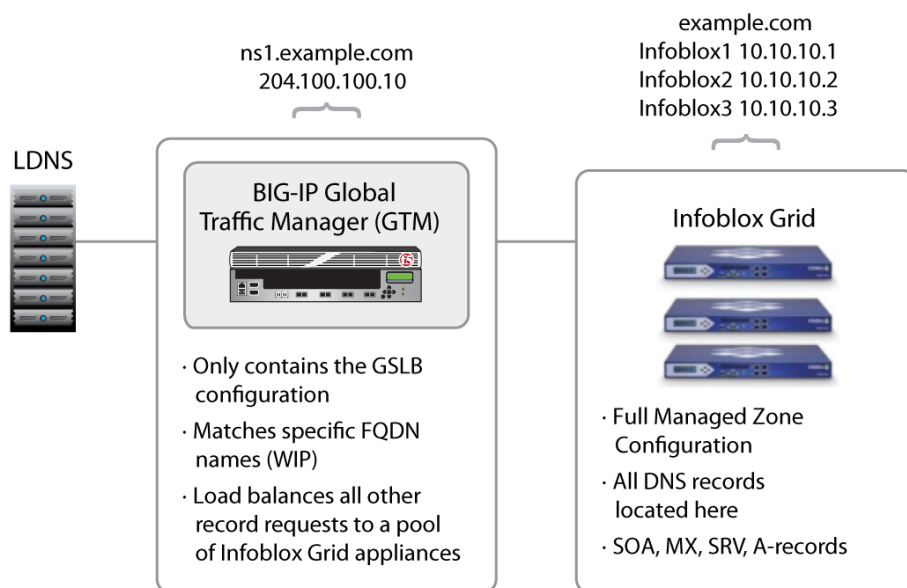 ns1.example.com
204.100.100.10
example.com
Infoblox1 10.10.10.1
Infoblox2 10.10.10.2
Infoblox3 10.10.10.3
LDNS
BIG-IP Global
Traffic Manager (GTM)
· Only contains the GSLB
configuration
· Matches specific FQDN
names (WIP)
· Load balances all other
record requests to a pool
of Infoblox Grid appliances
Infoblox Grid
· Full Managed Zone
Configuration
· All DNS records
located here
· SOA, MX, SRV, A-records